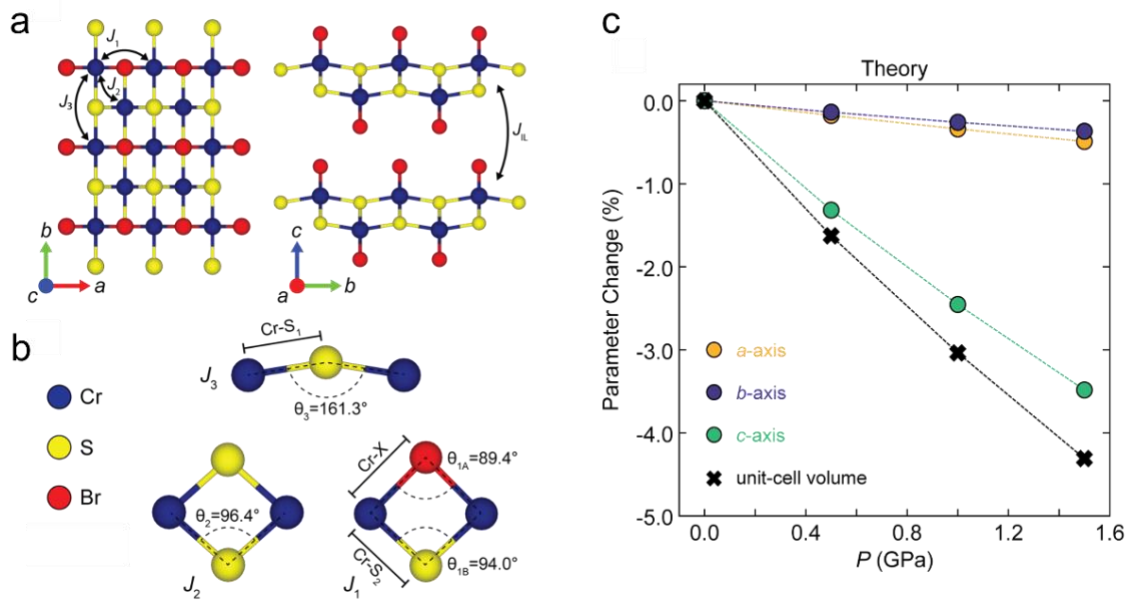 a
J₁
J₂
J₃
J_IL
b
c
a
c
a
b
b
Cr
S
Br
Cr-S₁
J₃
θ₃=161.3°
θ₂=96.4°
J₂
Cr-X
θ₁A=89.4°
Cr-S₂
θ₁B=94.0°
J₁
c
Theory
Parameter Change (%)
0.0
-1.0
-2.0
-3.0
-4.0
-5.0
a-axis
b-axis
c-axis
unit-cell volume
0.0
0.4
0.8
1.2
1.6
P (GPa)